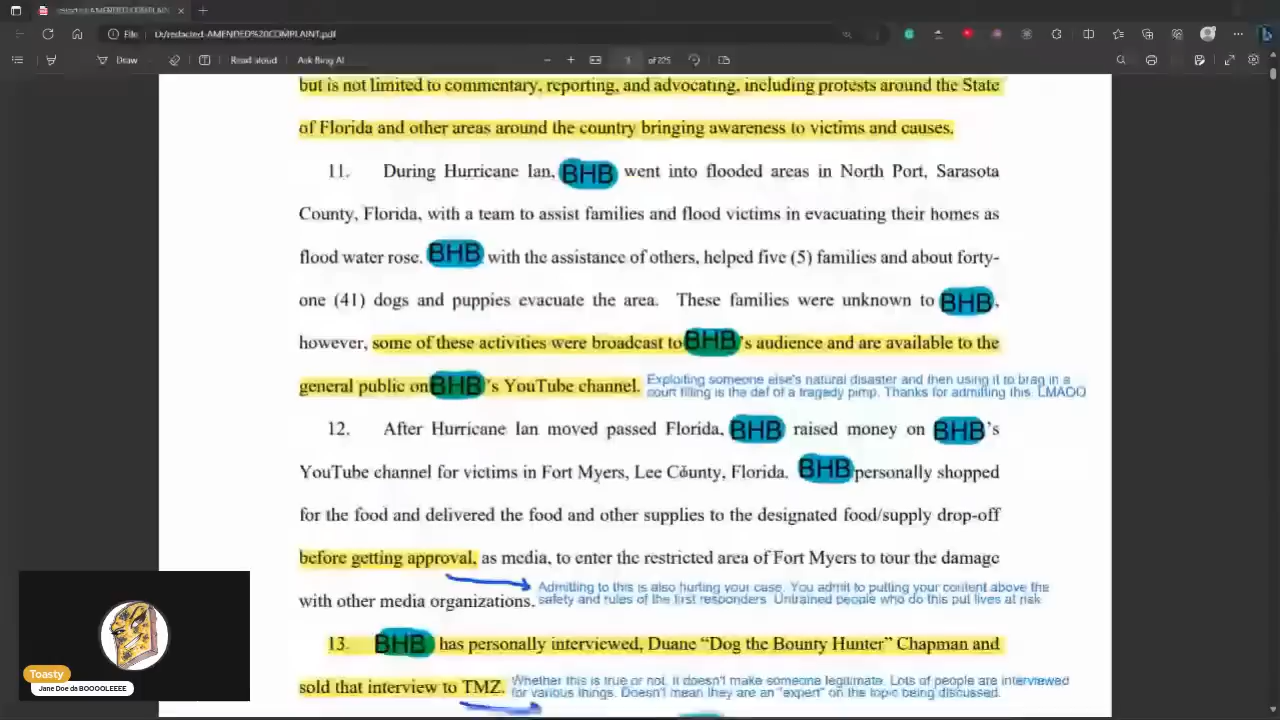 File
D:/redacted-AMENDED%20COMPLAINT.pdf
Draw
Read aloud
Ask Bing AI
of 225
but is not limited to commentary, reporting, and advocating, including protests around the State
of Florida and other areas around the country bringing awareness to victims and causes.
11. During Hurricane Ian, BHB went into flooded areas in North Port, Sarasota
County, Florida, with a team to assist families and flood victims in evacuating their homes as
flood water rose. BHB with the assistance of others, helped five (5) families and about forty-
one (41) dogs and puppies evacuate the area. These families were unknown to BHB,
however, some of these activities were broadcast to BHB's audience and are available to the
general public on BHB's YouTube channel.
Exploiting someone else's natural disaster and then using it to brag in a
court filing is the def of a tragedy pimp. Thanks for admitting this. LMAOO
12. After Hurricane Ian moved passed Florida, BHB raised money on BHB's
YouTube channel for victims in Fort Myers, Lee County, Florida. BHB personally shopped
for the food and delivered the food and other supplies to the designated food/supply drop-off
before getting approval, as media, to enter the restricted area of Fort Myers to tour the damage
with other media organizations.
Admitting to this is also hurting your case. You admit to putting your content above the
safety and rules of the first responders. Untrained people who do this put lives at risk
13. BHB has personally interviewed, Duane “Dog the Bounty Hunter” Chapman and
sold that interview to TMZ.
Whether this is true or not, it doesn't make someone legitimate. Lots of people are interviewed
for various things. Doesn't mean they are an "expert" on the topic being discussed.
Toasty
Jane Doe da BOOOOLEEEE